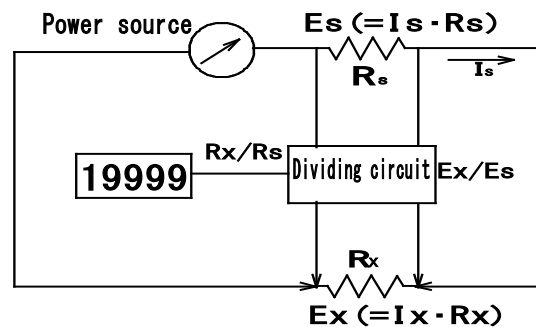 Power source
Es (=Is·Rs)
Rs
Is
Rx/Rs
19999
Dividing circuit
Ex/Es
Rx
Ex (=Ix·Rx)